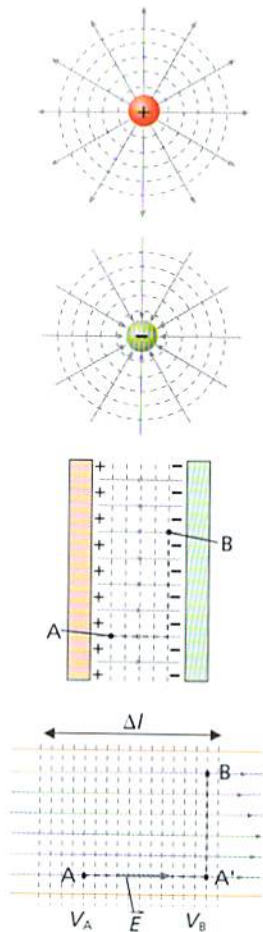 +
−
+ −
+ −
+ −
+ − B
+ −
+ −
+ −
A + −
+ −
Δl
B
A A'
V_A E⃗ V_B